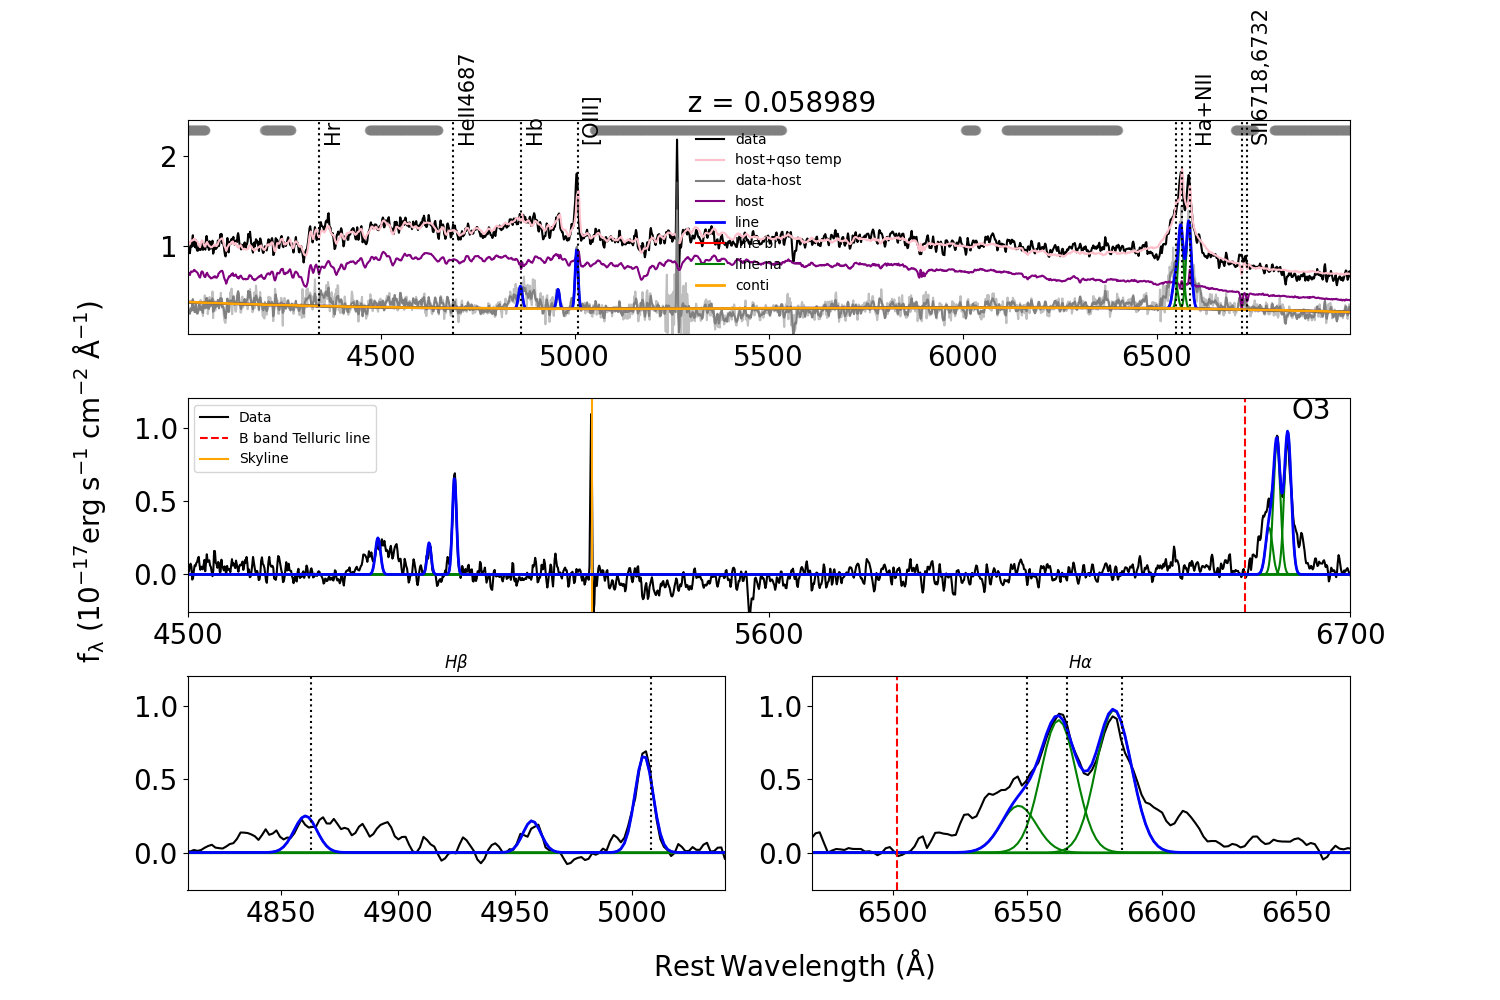 z = 0.058989
Hr
HeII4687
Hb
[OIII]
Ha+NII
SII6718,6732
data
host+qso temp
data-host
host
line
line br
line na
conti
2
1
4500
5000
5500
6000
6500
fλ (10⁻¹⁷erg s⁻¹ cm⁻² Å⁻¹)
Data
B band Telluric line
Skyline
O3
1.0
0.5
0.0
4500
5600
6700
Hβ
1.0
0.5
0.0
4850
4900
4950
5000
Hα
1.0
0.5
0.0
6500
6550
6600
6650
Rest Wavelength (Å)